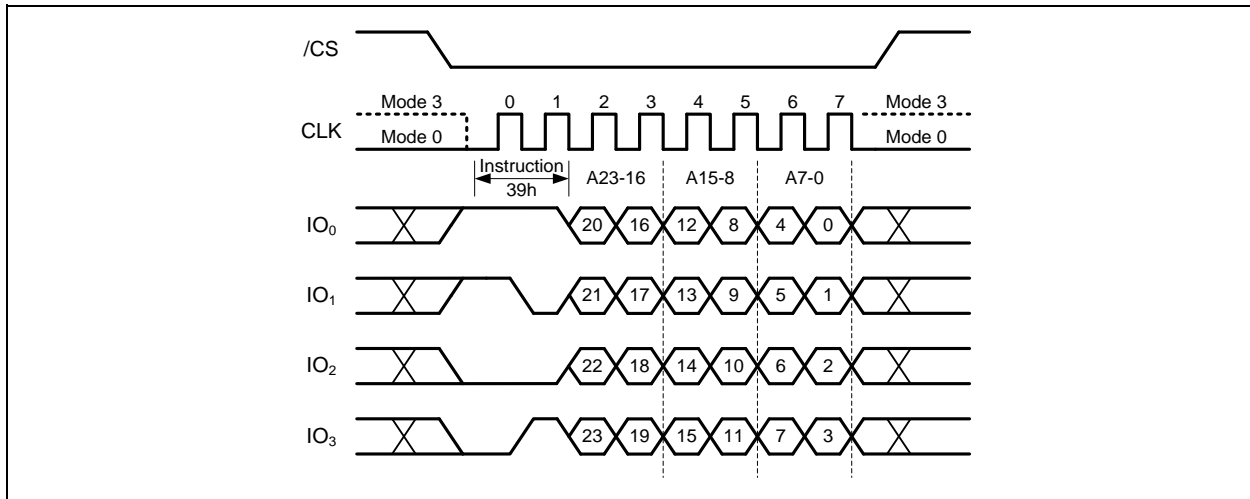 /CS
Mode 3 0 1 2 3 4 5 6 7 Mode 3
CLK Mode 0 Mode 0
Instruction A23-16 A15-8 A7-0
39h
IO0 20 16 12 8 4 0
IO1 21 17 13 9 5 1
IO2 22 18 14 10 6 2
IO3 23 19 15 11 7 3